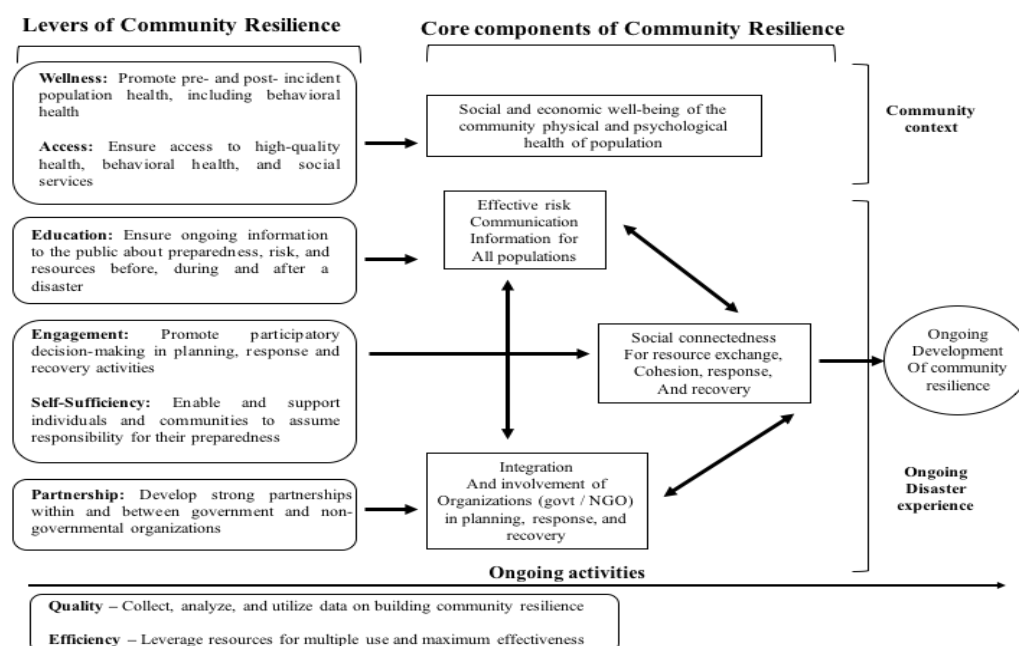 Levers of Community Resilience
Core components of Community Resilience
Wellness: Promote pre- and post- incident
population health, including behavioral
health
Access: Ensure access to high-quality
health, behavioral health, and social
services
Social and economic well-being of the
community physical and psychological
health of population
Community
context
Education: Ensure ongoing information
to the public about preparedness, risk, and
resources before, during and after a
disaster
Effective risk
Communication
Information for
All populations
Engagement: Promote participatory
decision-making in planning, response and
recovery activities
Self-Sufficiency: Enable and support
individuals and communities to assume
responsibility for their preparedness
Social connectedness
For resource exchange,
Cohesion, response,
And recovery
Ongoing
Development
Of community
resilience
Partnership: Develop strong partnerships
within and between government and non-
governmental organizations
Integration
And involvement of
Organizations (govt / NGO)
in planning, response, and
recovery
Ongoing
Disaster
experience
Ongoing activities
Quality – Collect, analyze, and utilize data on building community resilience
Efficiency – Leverage resources for multiple use and maximum effectiveness